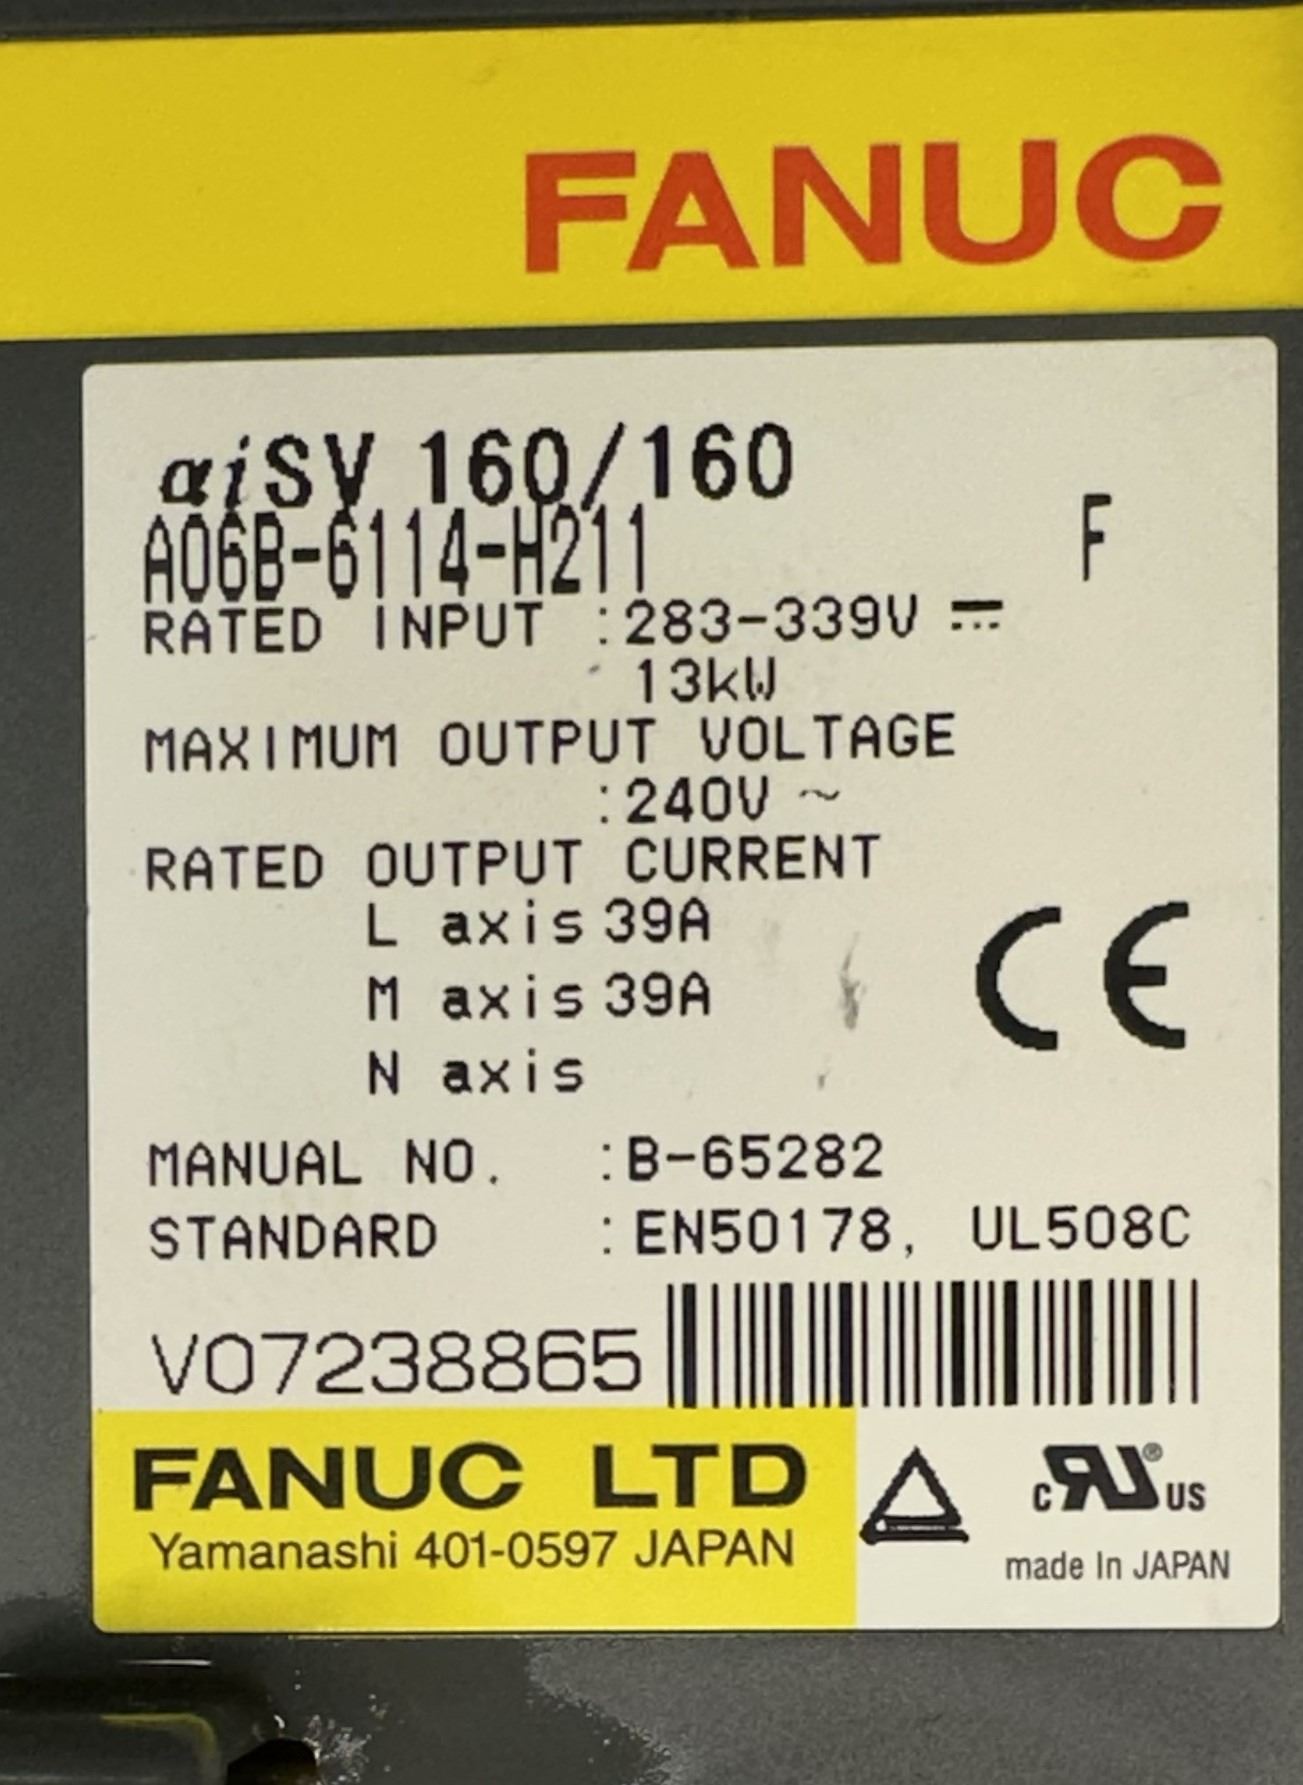 FANUC
αiSV 160/160
A06B-6114-H211 F
RATED INPUT :283-339V ⎓
13kW
MAXIMUM OUTPUT VOLTAGE
:240V ~
RATED OUTPUT CURRENT
L axis 39A
M axis 39A
N axis
CE
MANUAL NO. :B-65282
STANDARD :EN50178, UL508C
V07238865
FANUC LTD
Yamanashi 401-0597 JAPAN
c RU® US
made In JAPAN